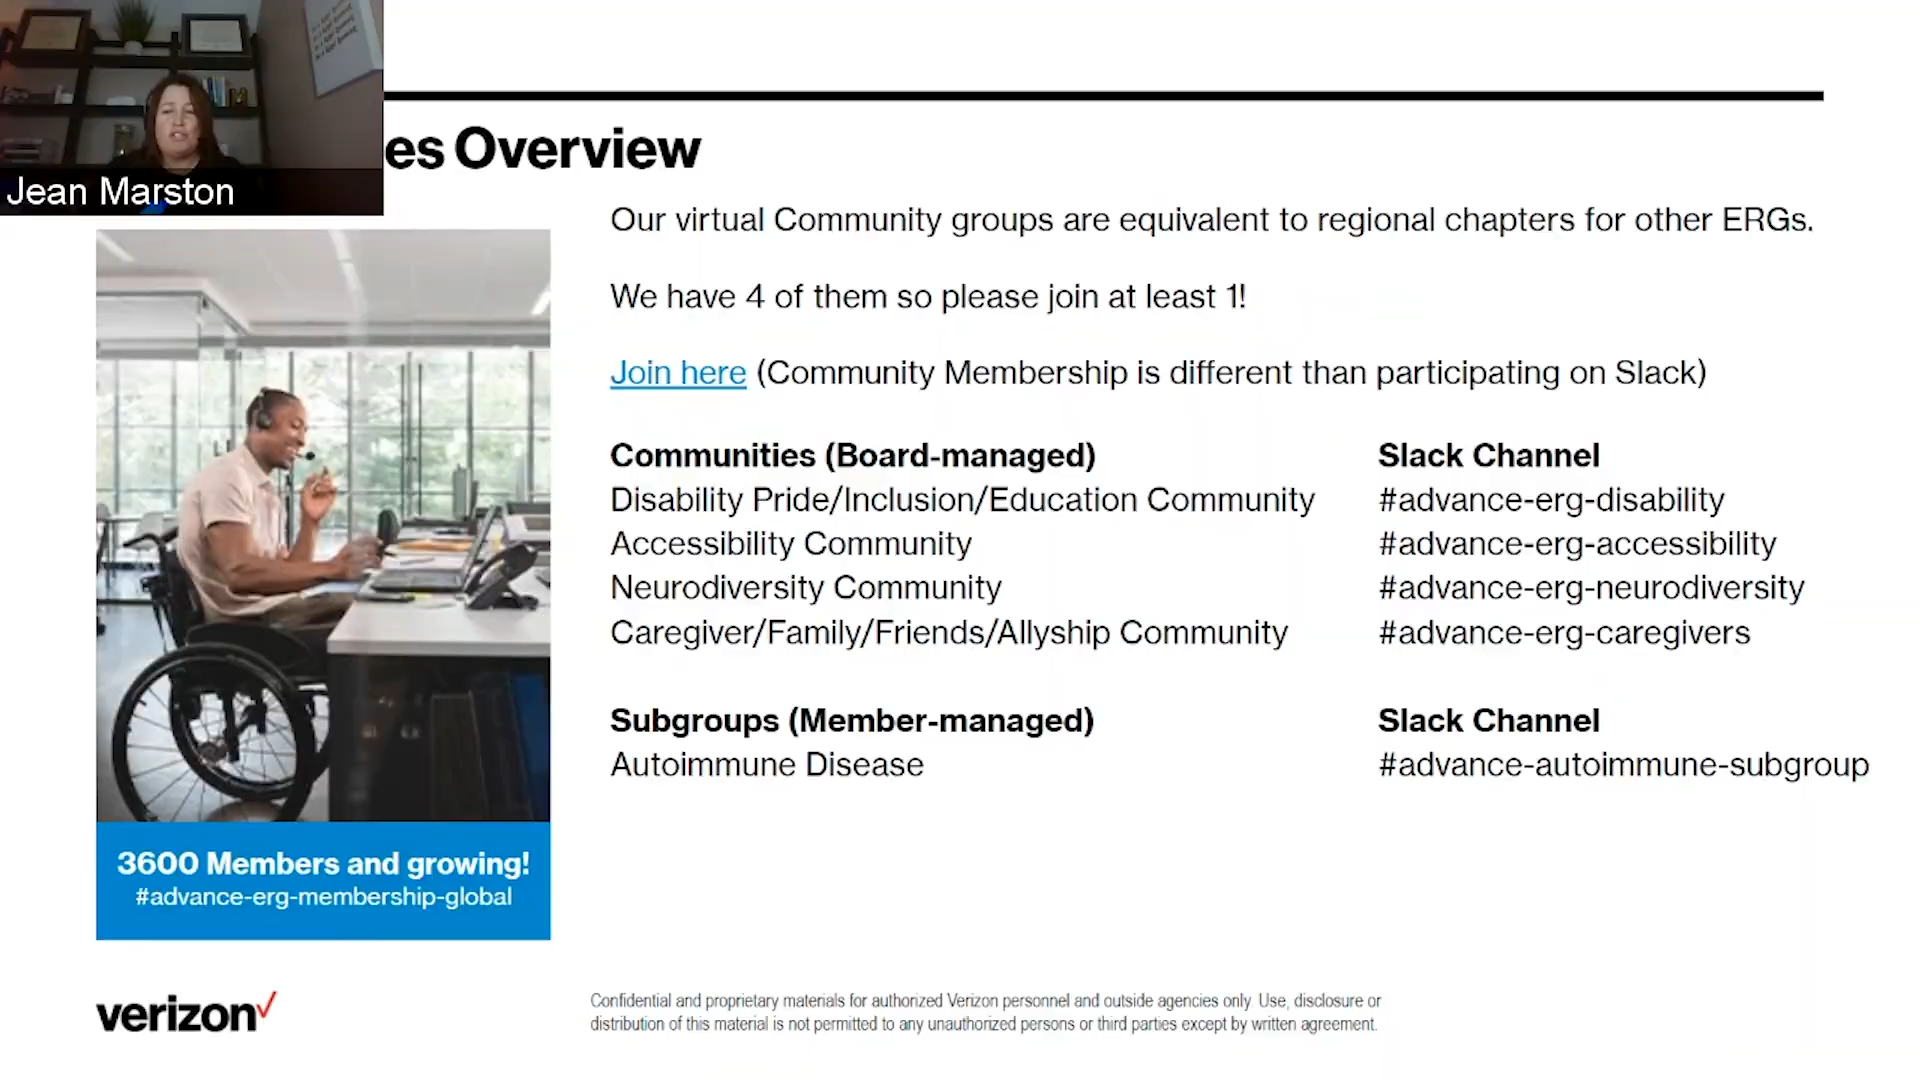 Jean Marston
es Overview
Our virtual Community groups are equivalent to regional chapters for other ERGs.
We have 4 of them so please join at least 1!
Join here (Community Membership is different than participating on Slack)
Communities (Board-managed) Slack Channel
Disability Pride/Inclusion/Education Community #advance-erg-disability
Accessibility Community #advance-erg-accessibility
Neurodiversity Community #advance-erg-neurodiversity
Caregiver/Family/Friends/Allyship Community #advance-erg-caregivers
Subgroups (Member-managed) Slack Channel
Autoimmune Disease #advance-autoimmune-subgroup
3600 Members and growing!
#advance-erg-membership-global
verizon
Confidential and proprietary materials for authorized Verizon personnel and outside agencies only. Use, disclosure or
distribution of this material is not permitted to any unauthorized persons or third parties except by written agreement.